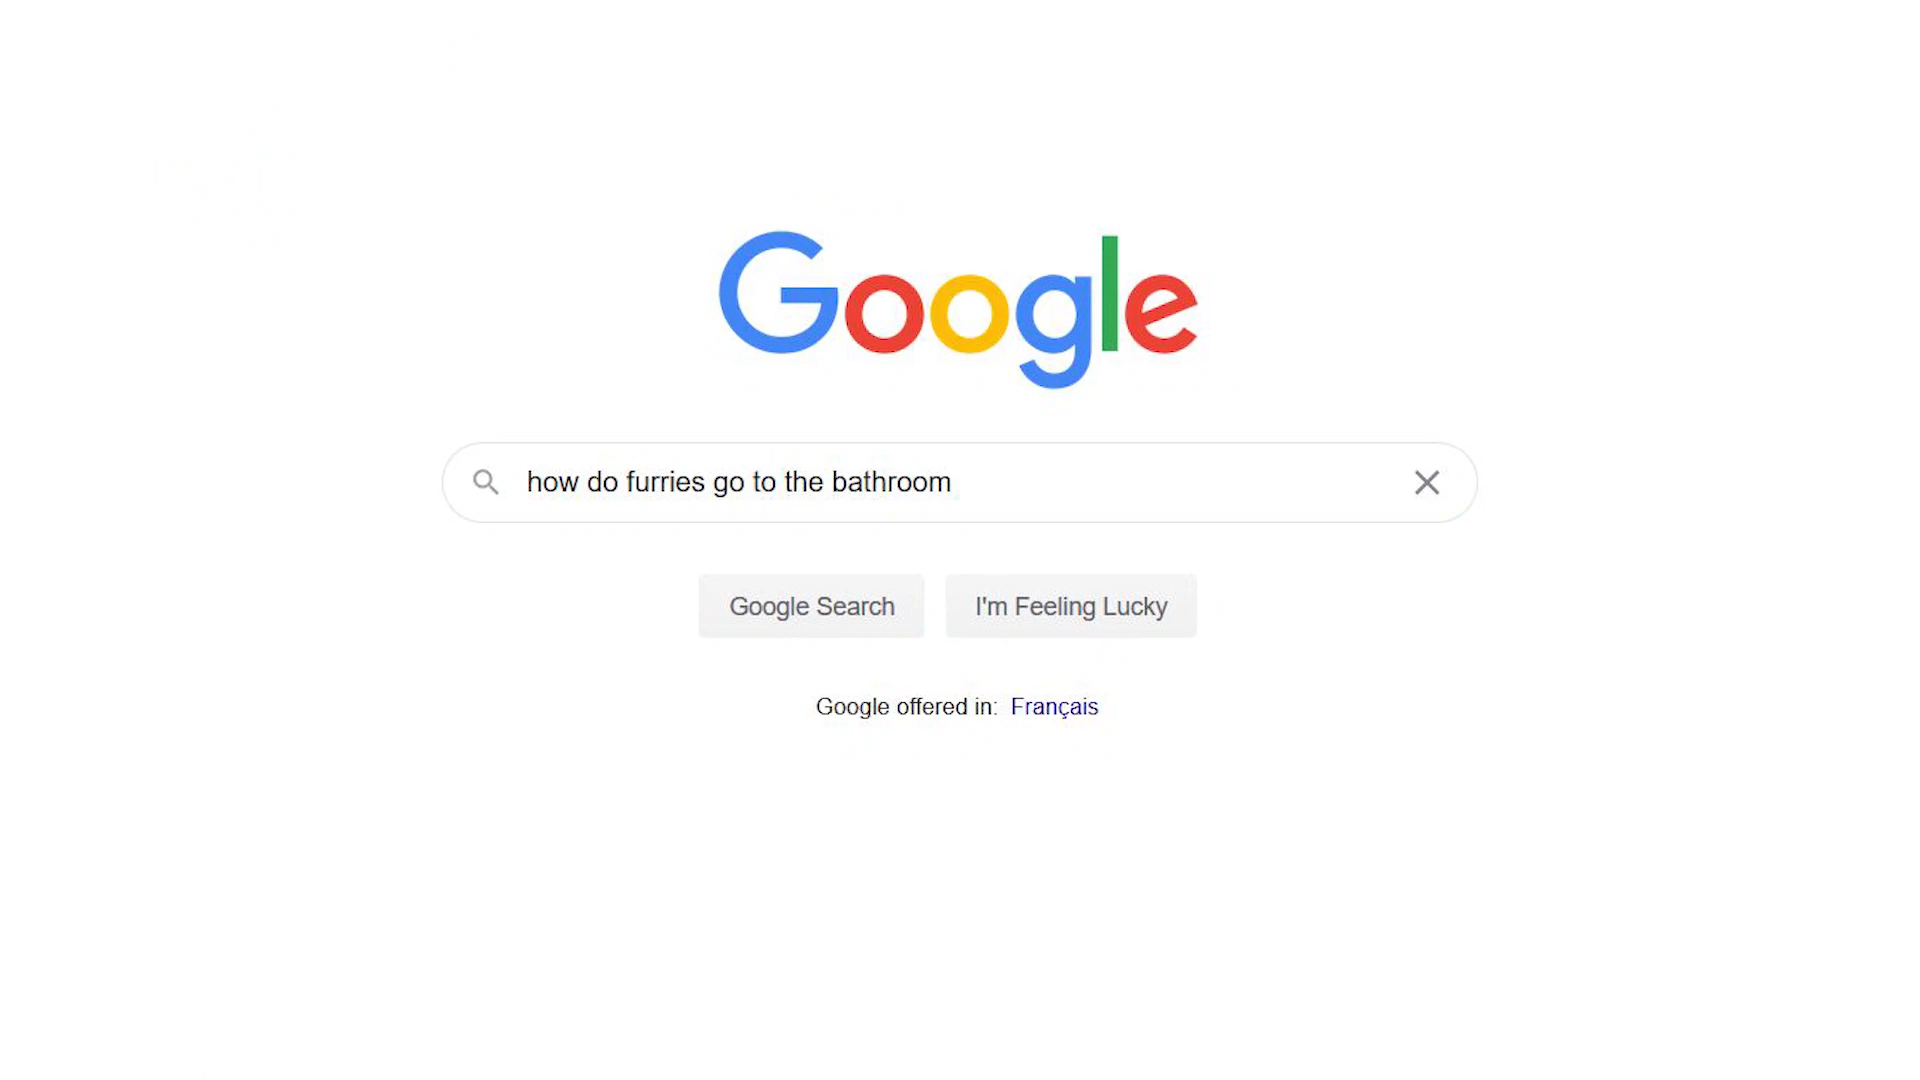 Google
how do furries go to the bathroom
Google Search
I'm Feeling Lucky
Google offered in: Français